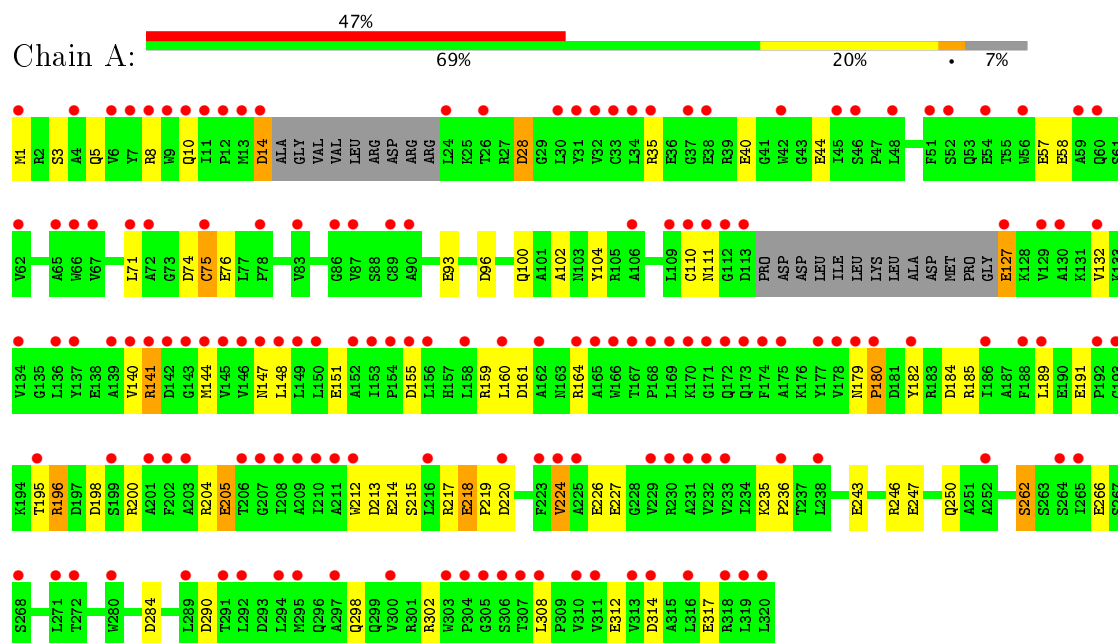 47%
Chain A:
69% 20% • 7%
M1 R2 S3 A4 Q5 V6 Y7 R8 W9 Q10 I11 P12 M13 D14 ALA GLY VAL VAL LEU ARG ASP ARG ARG L24 K25 T26 R27 D28 G29 L30 Y31 V32 C33 L34 R35 E36 G37 E38 R39 E40 G41 W42 G43 E44 I45 S46 P47 L48 F51 S52 Q53 E54 T55 W56 E57 E58 A59 Q60 S61
V62 A65 W66 V67 L71 A72 G73 D74 C75 E76 L77 P78 V83 G86 V87 S88 C89 A90 E93 D96 Q100 A101 A102 N103 Y104 R105 A106 L109 C110 N111 G112 D113 PRO ASP ASP LEU ILE LEU LYS LEU ALA ASP MET PRO GLY E127 K128 V129 A130 K131 V132 K133
V134 G135 L136 Y137 E138 A139 V140 R141 D142 G143 M144 V145 V146 N147 L148 L149 L150 E151 A152 I153 P154 D155 L156 H157 L158 R159 L160 D161 A162 N163 R164 A165 W166 T167 P168 L169 K170 G171 Q172 Q173 F174 A175 K176 Y177 V178 N179 P180 D181 Y182 R183 D184 R185 I186 A187 F188 L189 E190 E191 P192 C193
K194 T195 R196 D197 D198 S199 R200 A201 F202 A203 R204 E205 T206 G207 I208 A209 I210 A211 W212 D213 E214 S215 L216 R217 E218 P219 D220 F223 V224 A225 E226 E227 G228 V229 R230 A231 V232 V233 I234 K235 P236 T237 L238 E243 R246 E247 Q250 A251 A252 S262 S263 S264 I265 E266 S267
S268 L271 T272 W280 D284 L289 D290 T291 L292 D293 L294 M295 Q296 A297 Q298 Q299 V300 R301 R302 W303 P304 G305 S306 T307 L308 P309 V310 V311 E312 V313 D314 A315 L316 E317 R318 L319 L320